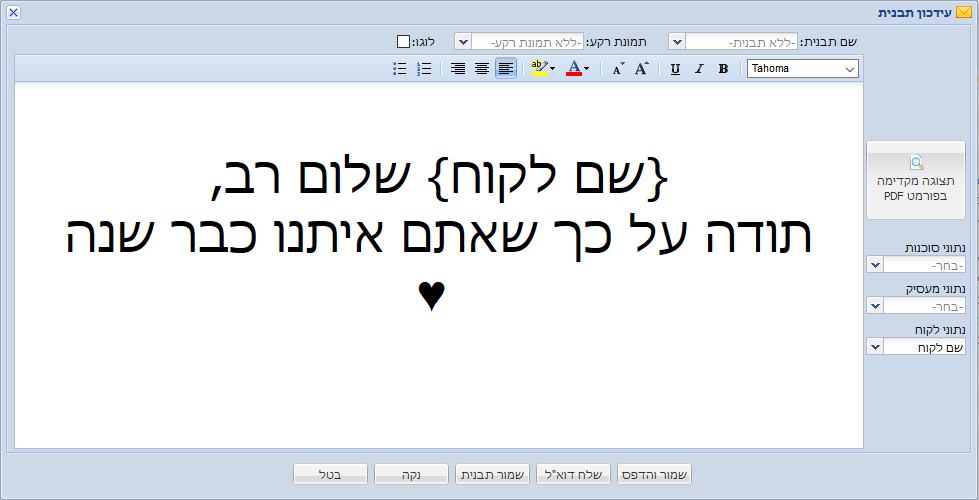 עידכון תבנית
שם תבנית: -ללא תבנית- תמונת רקע: -ללא תמונת רקע- לוגו:
Tahoma B I U A A A ab
{שם לקוח} שלום רב,
תודה על כך שאתם איתנו כבר שנה
♥
תצוגה מקדימה
בפורמט PDF
נתוני סוכנות
-בחר-
נתוני מעסיק
-בחר-
נתוני לקוח
שם לקוח
שמור והדפס שלח דוא"ל שמור תבנית נקה בטל